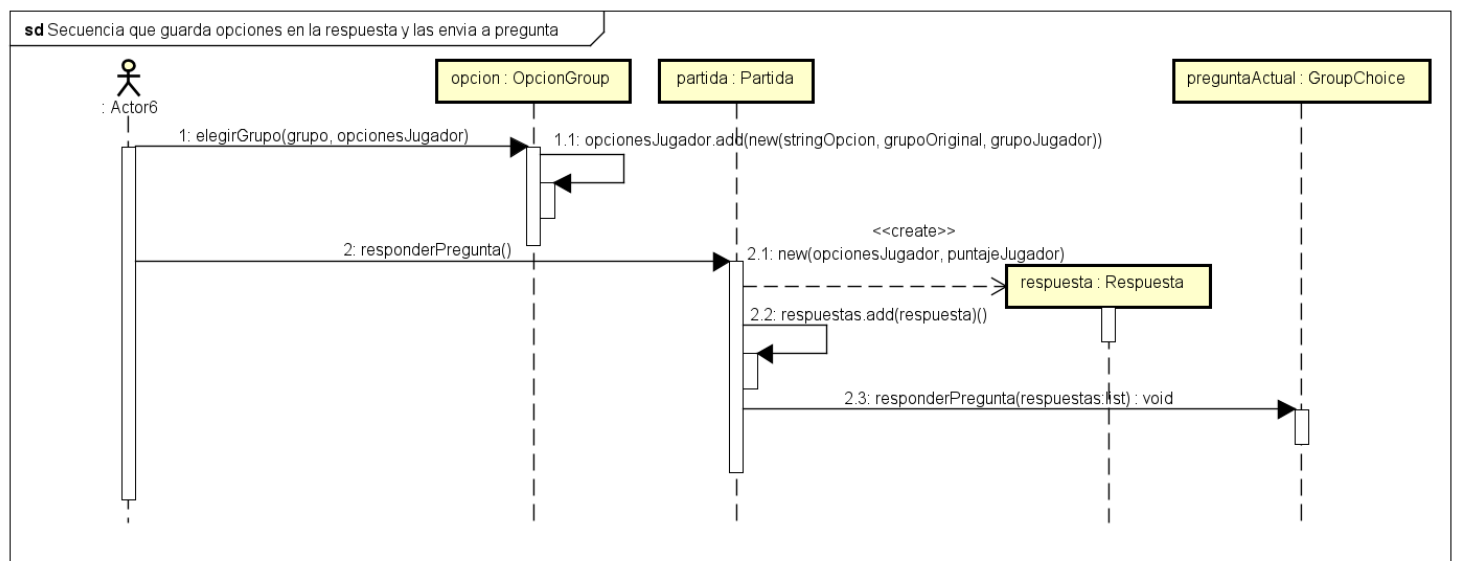 sd Secuencia que guarda opciones en la respuesta y las envia a pregunta
opcion : OpcionGroup
partida : Partida
preguntaActual : GroupChoice
: Actor6
1: elegirGrupo(grupo, opcionesJugador)
1.1: opcionesJugador.add(new(stringOpcion, grupoOriginal, grupoJugador))
<<create>>
2: responderPregunta()
2.1: new(opcionesJugador, puntajeJugador)
respuesta : Respuesta
2.2: respuestas.add(respuesta)()
2.3: responderPregunta(respuestas:list) : void